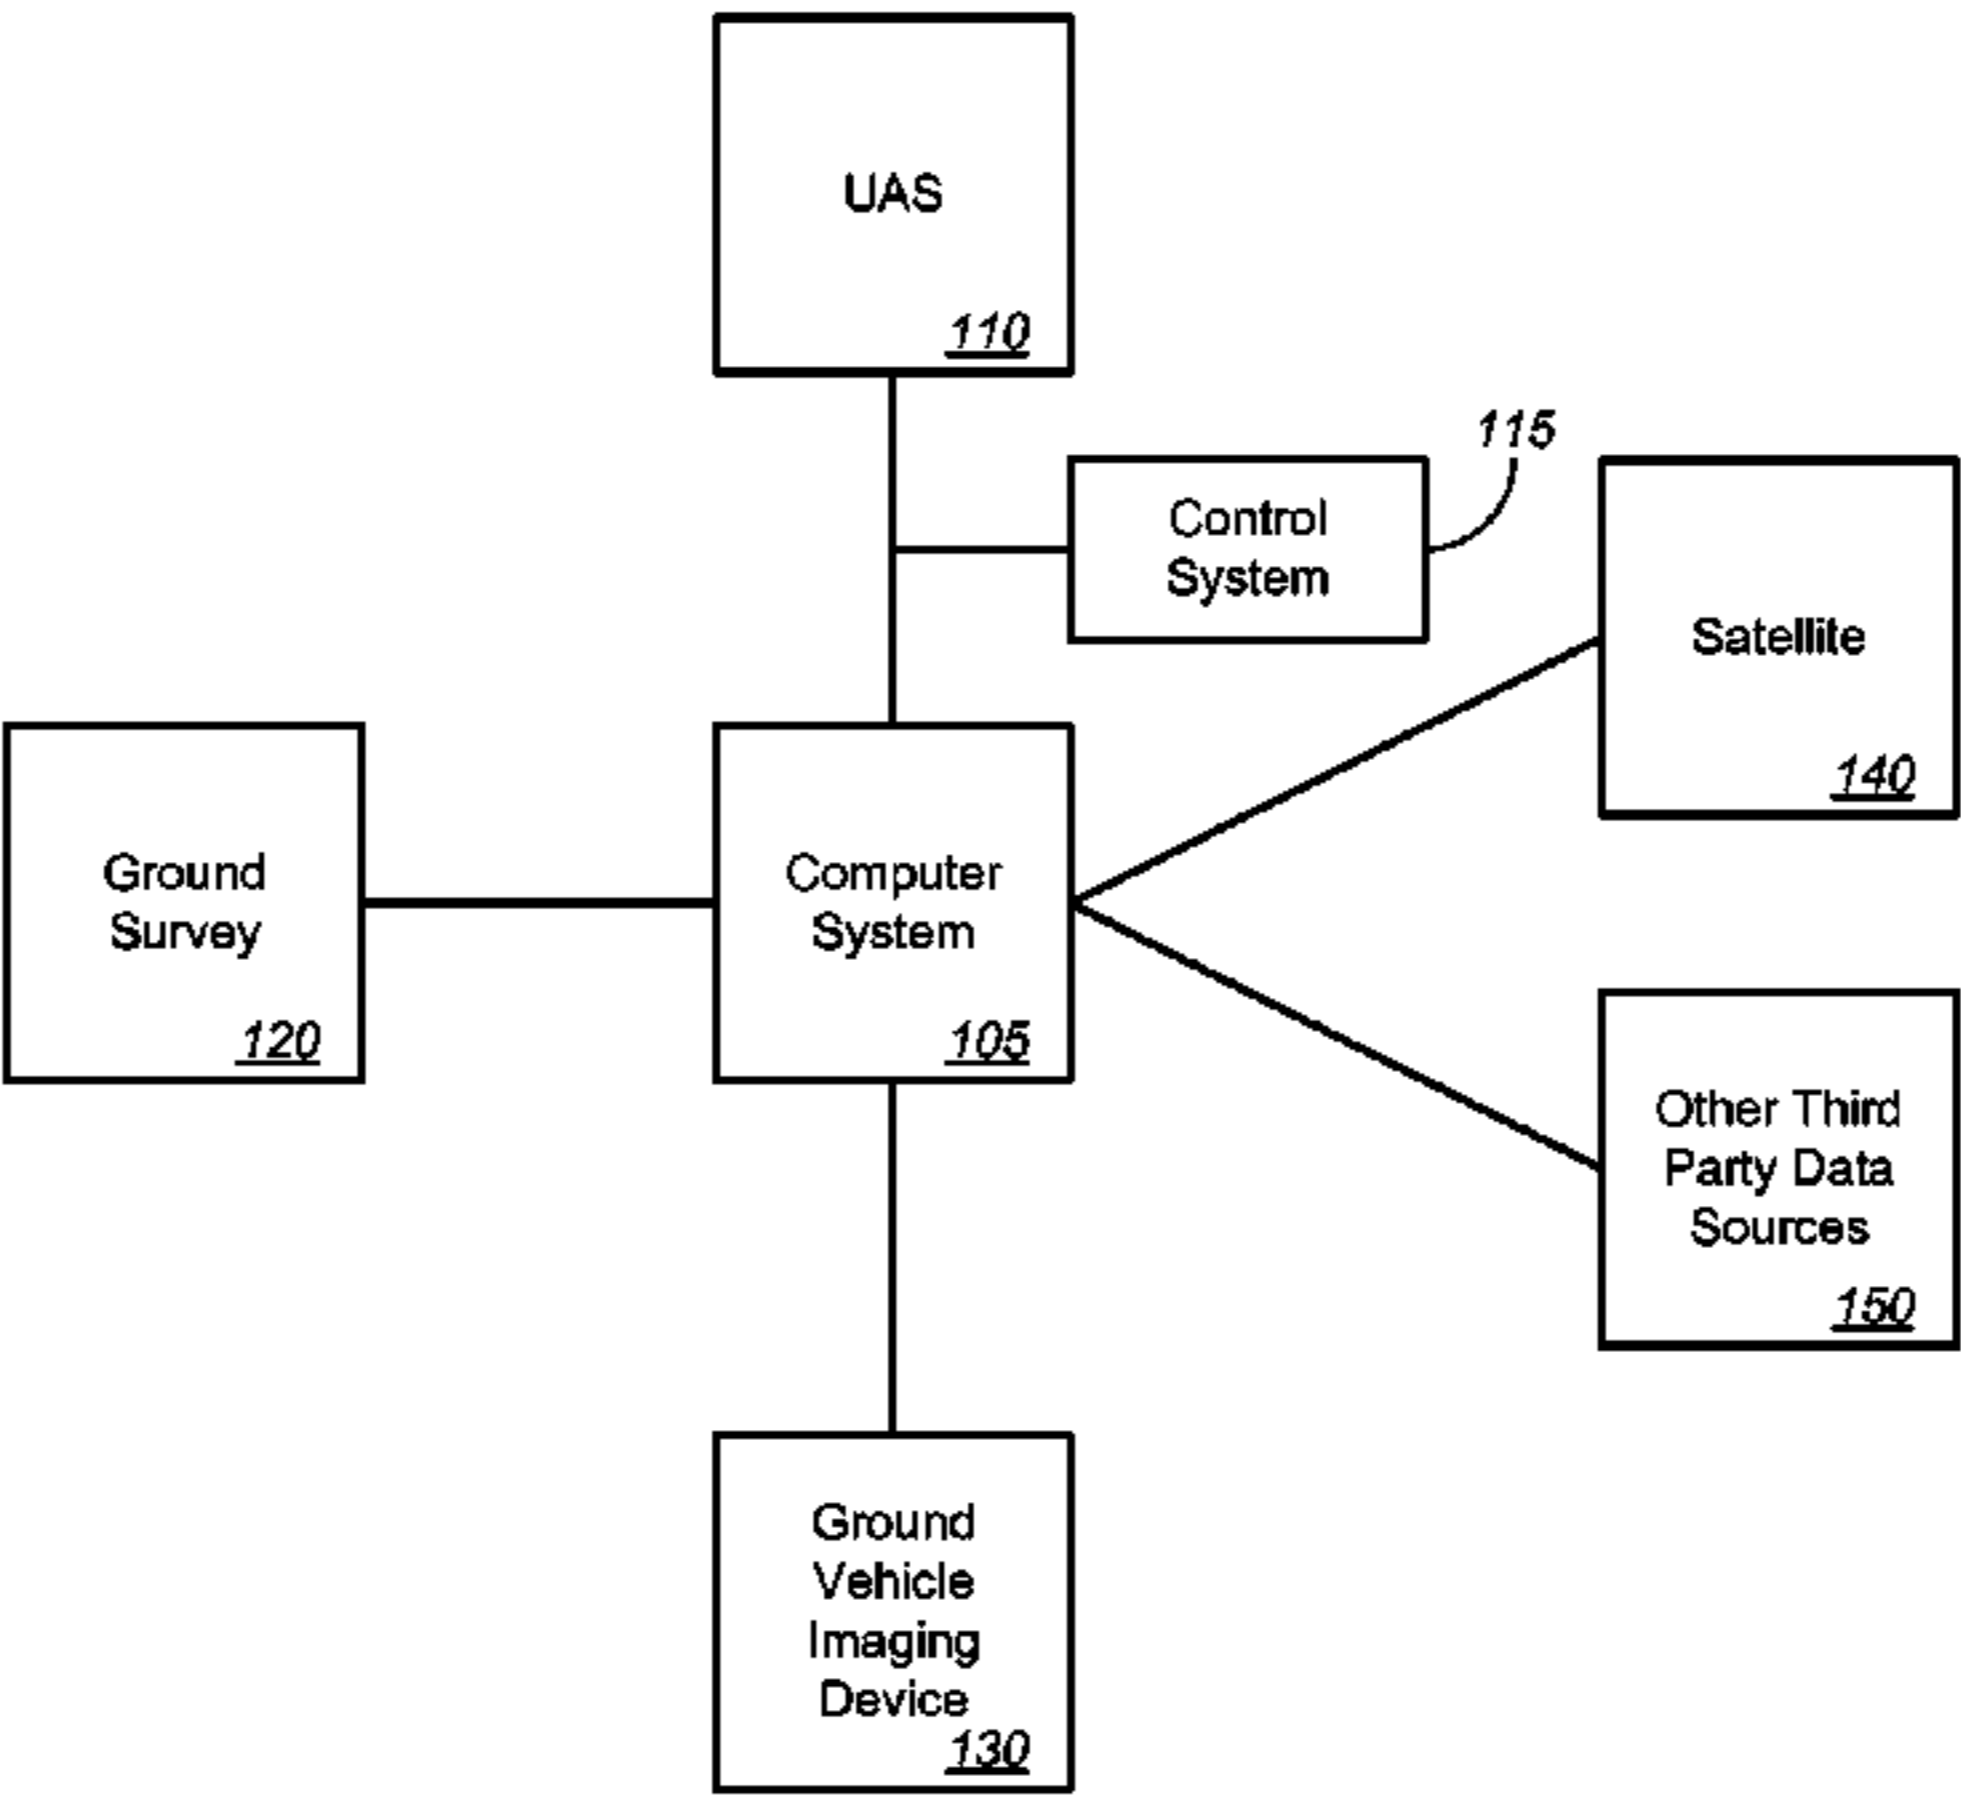 UAS
110
115
Control
System
Satellite
140
Ground
Survey
120
Computer
System
105
Other Third
Party Data
Sources
150
Ground
Vehicle
Imaging
Device
130